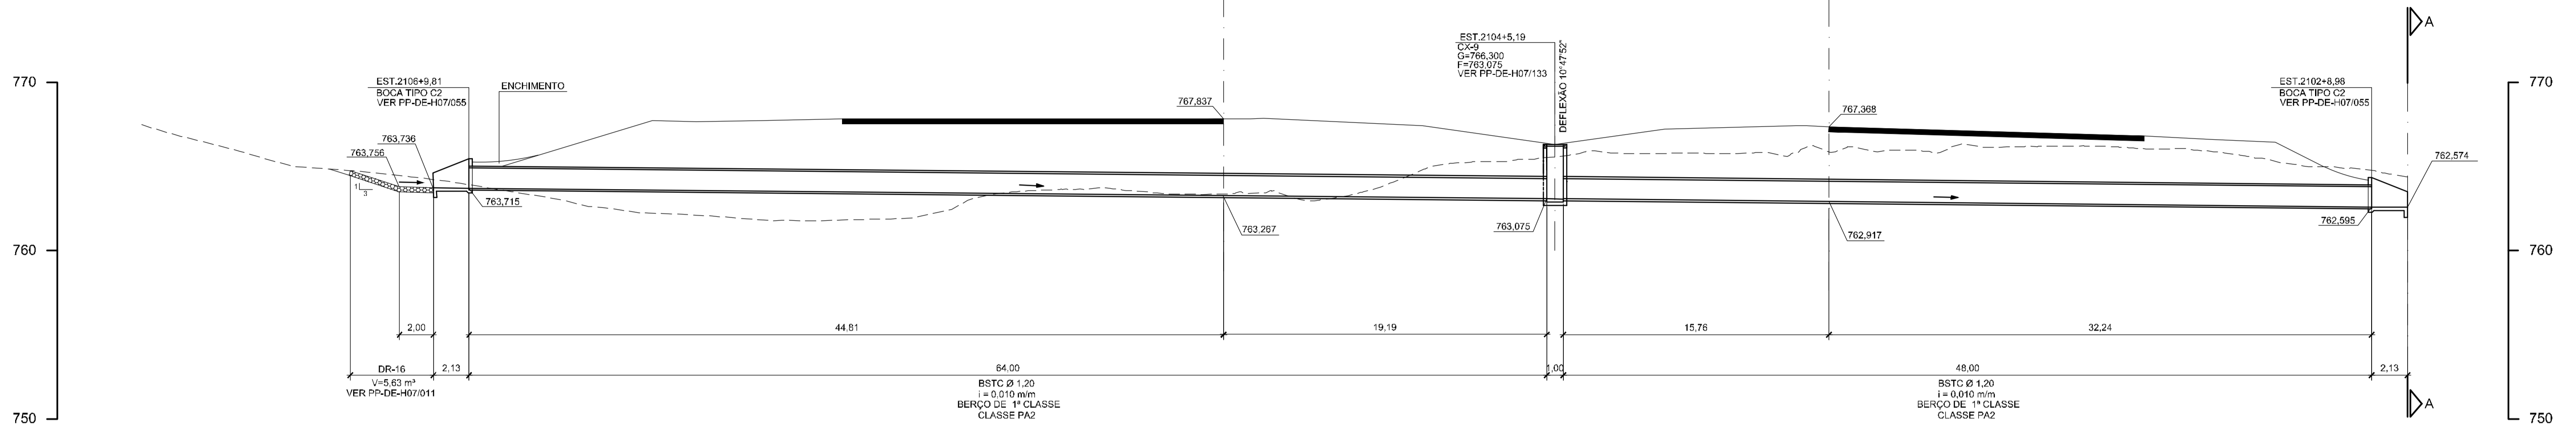 A
EST.2104+5,19
CX-9
G=766,300
F=763,075
VER PP-DE-H07/133
DEFLEXÃO 10°47'52"
770
EST.2106+9,81
BOCA TIPO C2
VER PP-DE-H07/055
ENCHIMENTO
767,837
767,368
EST.2102+8,98
BOCA TIPO C2
VER PP-DE-H07/055
770
763,736
763,756
1
3
763,715
763,267
763,075
762,917
762,595
762,574
760
760
2,00
44,81
19,19
15,76
32,24
DR-16
V=5,63 m³
VER PP-DE-H07/011
2,13
64,00
BSTC Ø 1,20
i = 0,010 m/m
BERÇO DE 1ª CLASSE
CLASSE PA2
1,00
48,00
BSTC Ø 1,20
i = 0,010 m/m
BERÇO DE 1ª CLASSE
CLASSE PA2
2,13
A
750
750